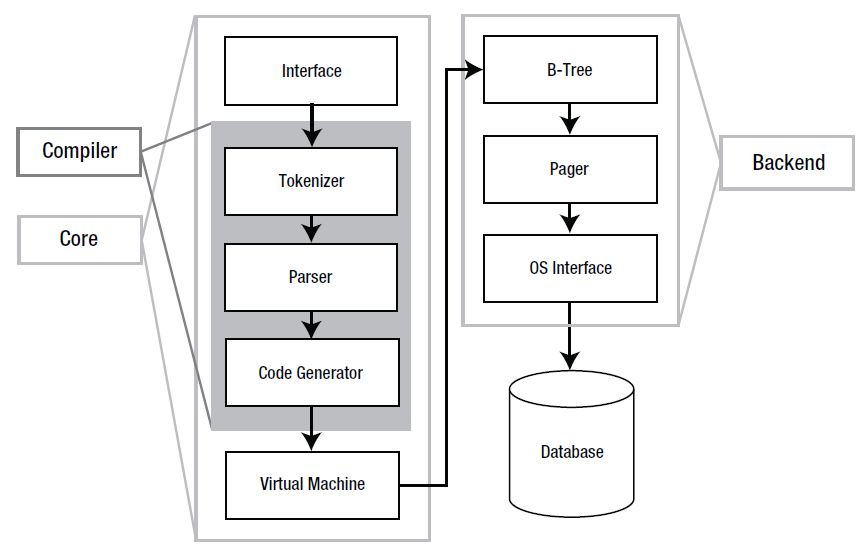 Compiler
Core
Interface
Tokenizer
Parser
Code Generator
Virtual Machine
B-Tree
Pager
OS Interface
Database
Backend